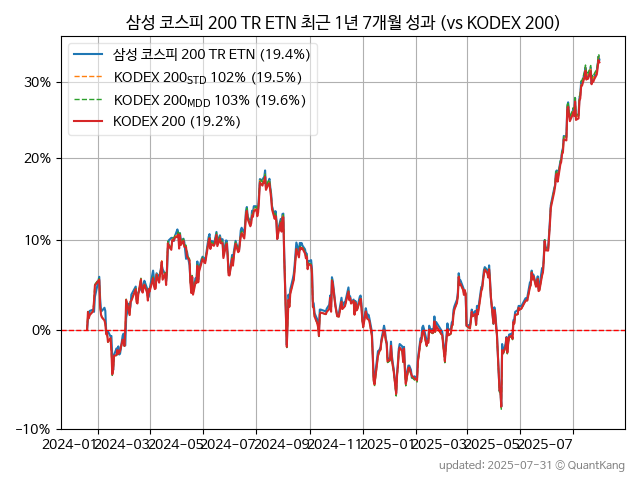 삼성 코스피 200 TR ETN 최근 1년 7개월 성과 (vs KODEX 200)
삼성 코스피 200 TR ETN (19.4%)
KODEX 200STD 102% (19.5%)
KODEX 200MDD 103% (19.6%)
KODEX 200 (19.2%)
30%
20%
10%
0%
−10%
2024-01 2024-03 2024-05 2024-07 2024-09 2024-11 2025-01 2025-03 2025-05 2025-07
updated: 2025-07-31 © QuantKang